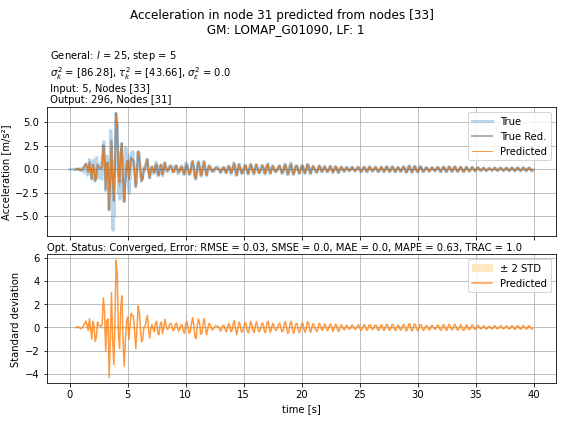 Acceleration in node 31 predicted from nodes [33]
GM: LOMAP_G01090, LF: 1
General: l = 25, step = 5
σ²ₖ = [86.28], τ²ₖ = [43.66], σ²ε = 0.0
Input: 5, Nodes [33]
Output: 296, Nodes [31]
Acceleration [m/s²]
5.0
2.5
0.0
−2.5
−5.0
True
True Red.
Predicted
Opt. Status: Converged, Error: RMSE = 0.03, SMSE = 0.0, MAE = 0.0, MAPE = 0.63, TRAC = 1.0
Standard deviation
6
4
2
0
−2
−4
± 2 STD
Predicted
0 5 10 15 20 25 30 35 40
time [s]